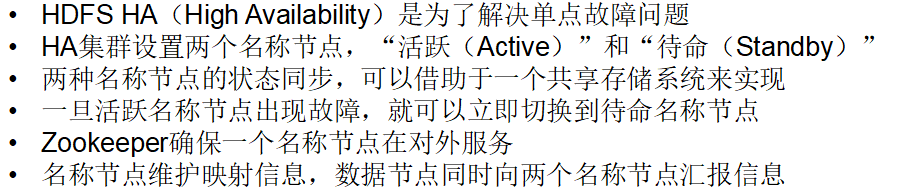 • HDFS HA（High Availability）是为了解决单点故障问题
• HA集群设置两个名称节点，“活跃（Active）”和“待命（Standby）”
• 两种名称节点的状态同步，可以借助于一个共享存储系统来实现
• 一旦活跃名称节点出现故障，就可以立即切换到待命名称节点
• Zookeeper确保一个名称节点在对外服务
• 名称节点维护映射信息，数据节点同时向两个名称节点汇报信息